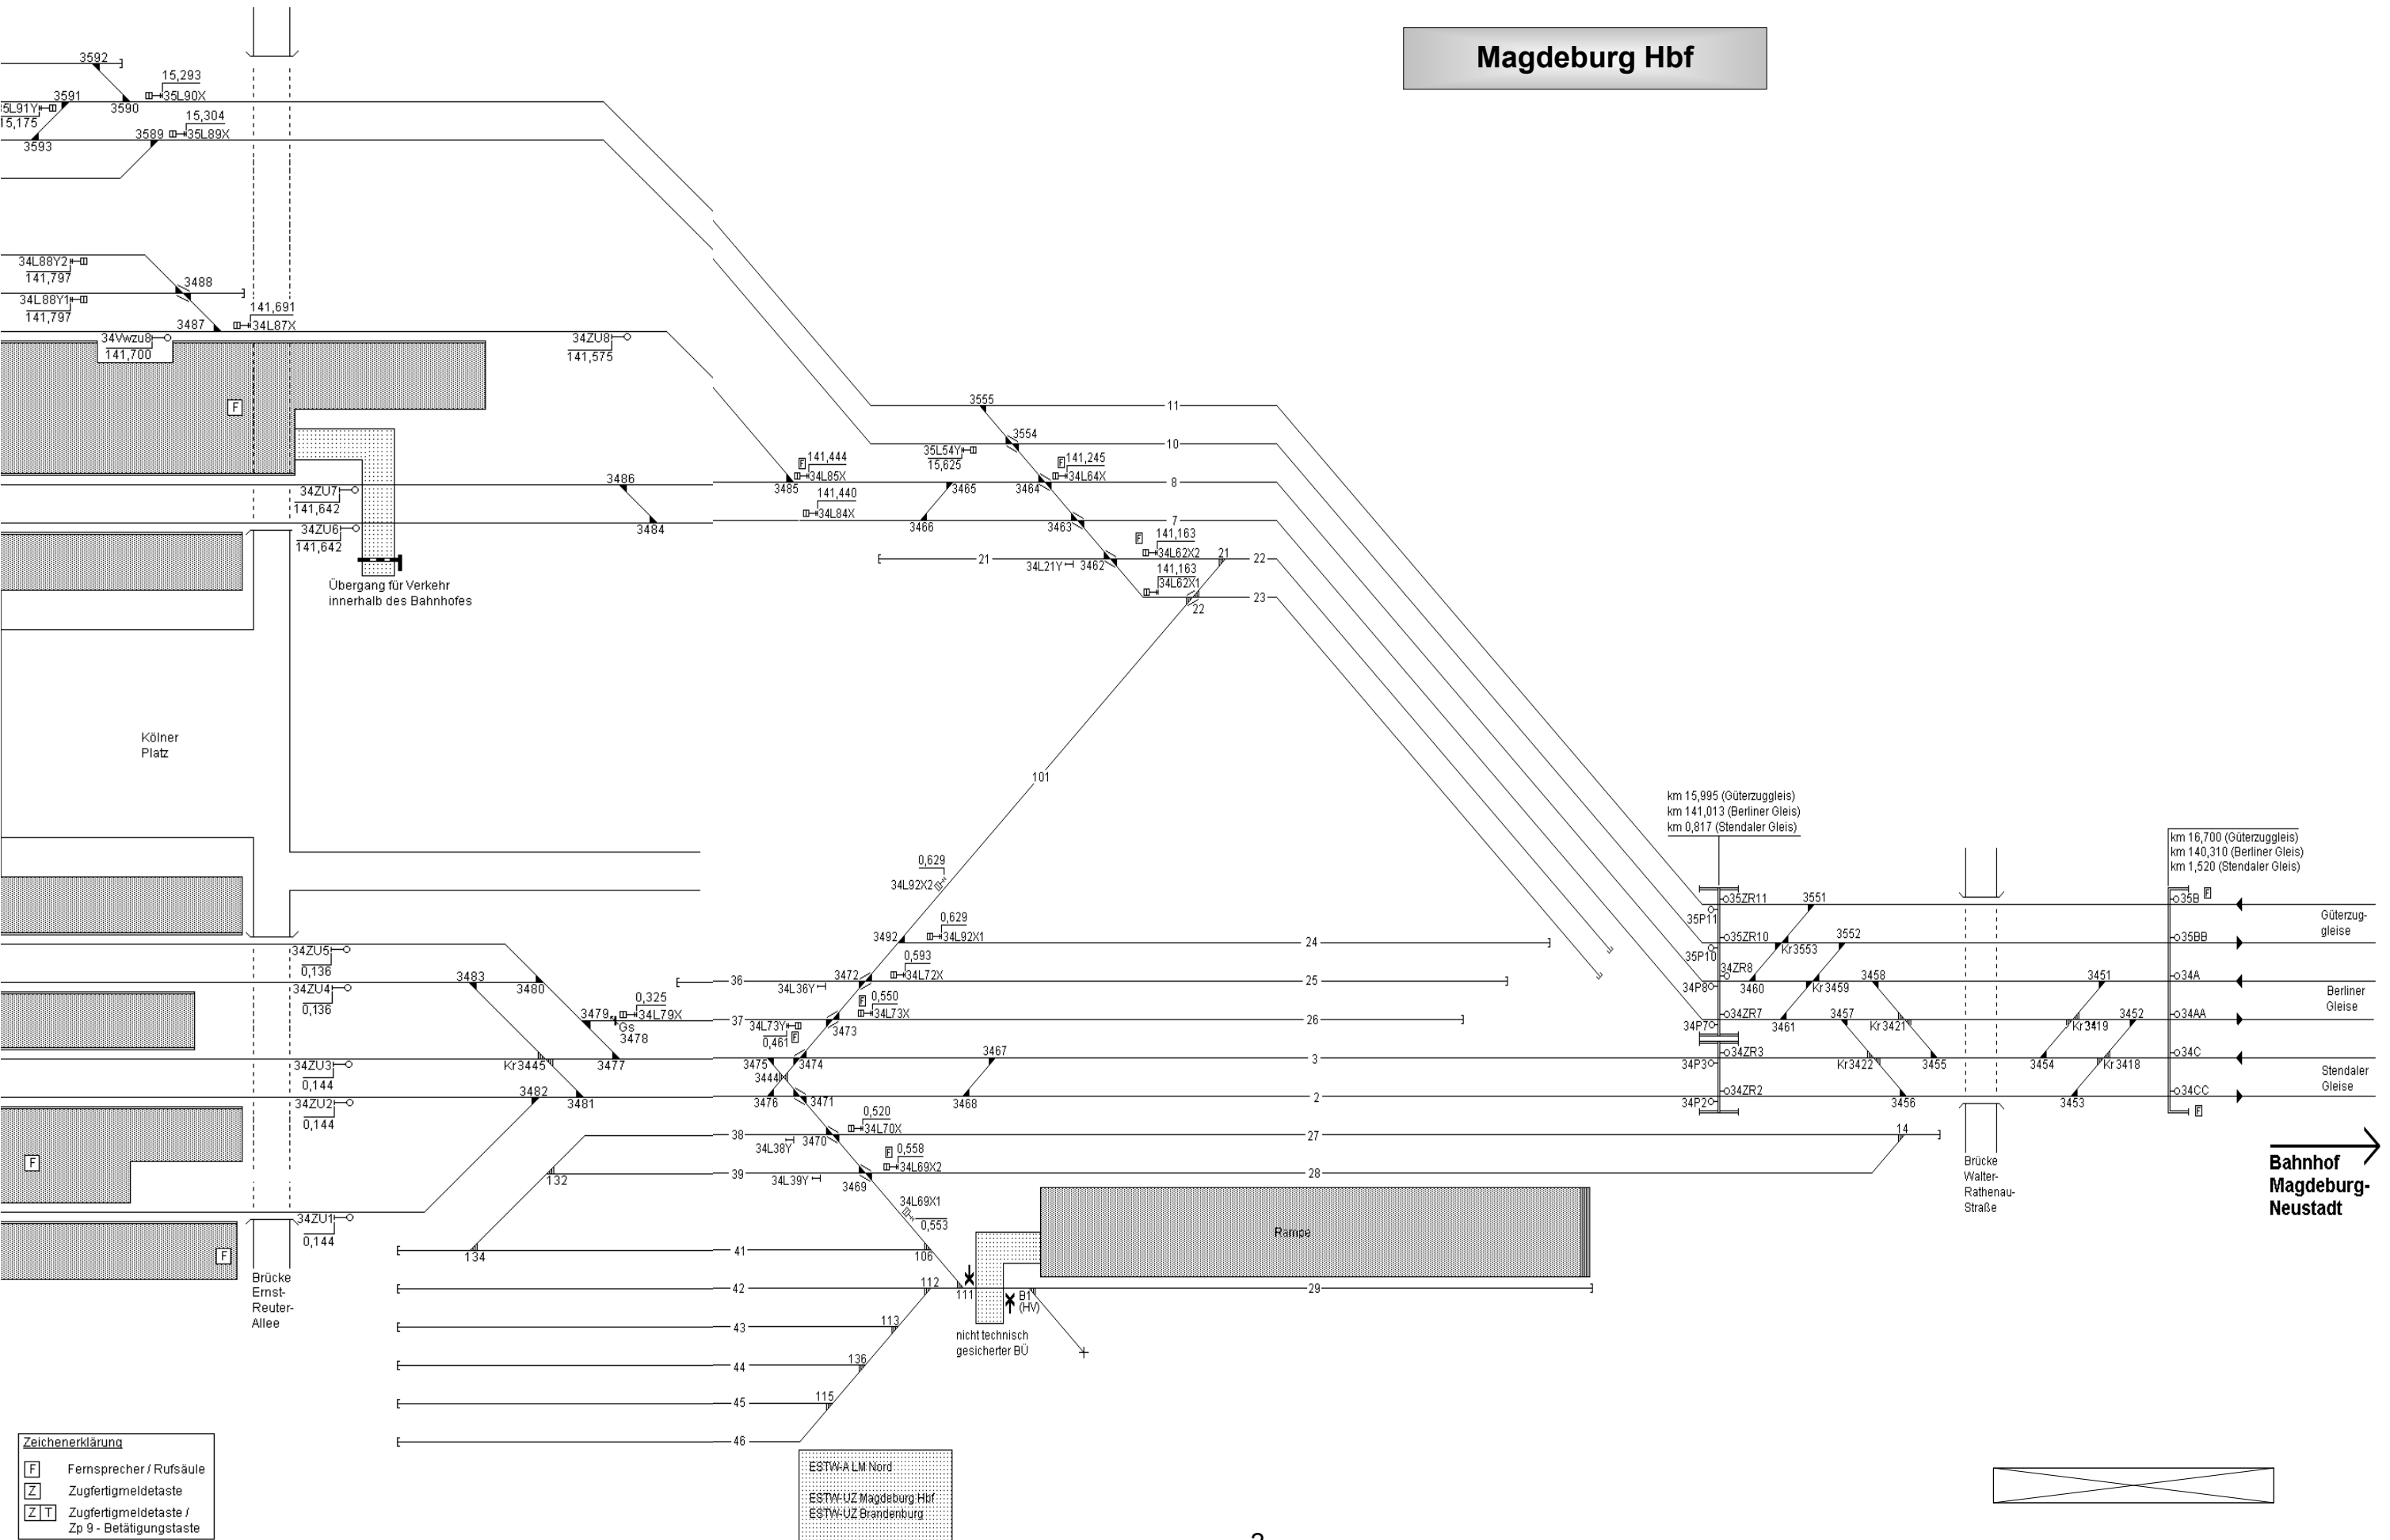 Magdeburg Hbf
3592
15,293
35L90X
3591
3590
5L91Y
15,175
15,304
3589
35L89X
3593
34L88Y2
141,797
3488
34L88Y1
141,797
141,691
3487
34L87X
34Vwzu8
141,700
34ZU8
141,575
F
3555
11
3554
10
35L54Y
15,625
141,444
F
34L85X
3485
141,245
F
34L64X
3464
8
3486
3465
34ZU7
141,642
141,440
34L84X
3466
3463
7
34ZU6
141,642
3484
F
141,163
34L62X2
21
21
34L21Y
3462
22
141,163
34L62X1
23
22
Übergang für Verkehr
innerhalb des Bahnhofes
Kölner
Platz
101
km 15,995 (Güterzuggleis)
km 141,013 (Berliner Gleis)
km 0,817 (Stendaler Gleis)
km 16,700 (Güterzuggleis)
km 140,310 (Berliner Gleis)
km 1,520 (Stendaler Gleis)
0,629
34L92X2
0,629
3492
34L92X1
24
35ZR11
3551
35B
F
35P11
Güterzug-
gleise
35ZR10
Kr3553
3552
35BB
35P10
34ZU5
0,136
3483
3480
34ZU4
0,136
36
34L36Y
3472
0,593
34L72X
25
34ZR8
3460
34P8
Kr3459
3458
3451
34A
Berliner
Gleise
3479
0,325
34L79X
Gs
3478
37
34L73Y
0,461
F
F
0,550
34L73X
3473
26
34ZR7
34P7
3461
3457
Kr3421
Kr3419
3452
34AA
34ZU3
0,144
Kr3445
3477
3475
3474
3444
3467
3
34ZR3
34P3
Kr3422
3455
3454
Kr3418
34C
Stendaler
Gleise
34ZU2
0,144
3482
3481
3476
3471
3468
2
34ZR2
34P2
3456
3453
34CC
F
38
34L38Y
3470
0,520
34L70X
27
14
F
132
39
34L39Y
3469
F
0,558
34L69X2
28
34L69X1
0,553
Brücke
Walter-
Rathenau-
Straße
Bahnhof
Magdeburg-
Neustadt
34ZU1
0,144
F
134
41
106
Rampe
Brücke
Ernst-
Reuter-
Allee
42
112
111
B1
(HV)
29
43
113
nicht technisch
gesicherter BÜ
44
136
45
115
46
Zeichenerklärung
F Fernsprecher / Rufsäule
Z Zugfertigmeldetaste
Z T Zugfertigmeldetaste /
Zp 9 - Betätigungstaste
ESTW-A LM Nord
ESTW-UZ Magdeburg Hbf
ESTW-UZ Brandenburg